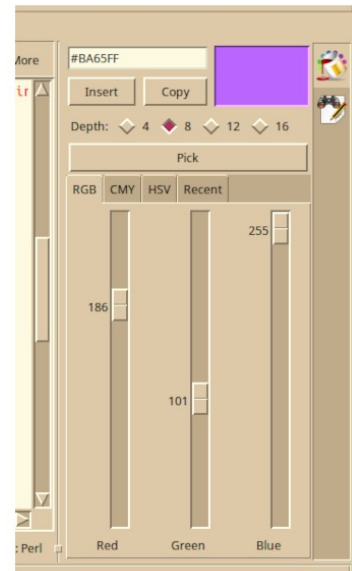 More
#BA65FF
ir
Insert Copy
Depth: 4 8 12 16
Pick
RGB CMY HSV Recent
255
186
101
: Perl
Red Green Blue